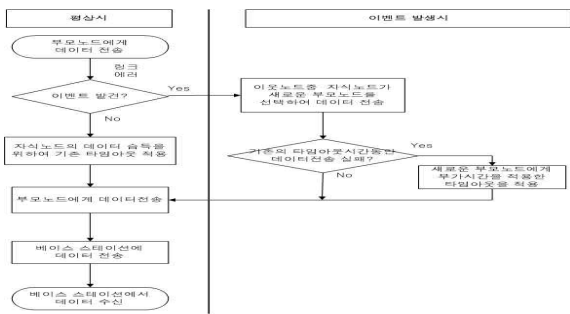 평상시
이벤트 발생시
부모노드에게
데이터 전송
링크
에러
이벤트 발견?
Yes
No
이웃노드중 자식노드가
새로운 부모노드를
선택하여 데이터 전송
자식노드의 데이터 습득을
위하여 기존 타임아웃 적용
기존의 타임아웃시간동안
데이터전송 실패?
Yes
No
새로운 부모노드에게
부가시간을 적용한
타임아웃을 적용
부모노드에게 데이터전송
베이스 스테이션에
데이터 전송
베이스 스테이션에서
데이터 수신